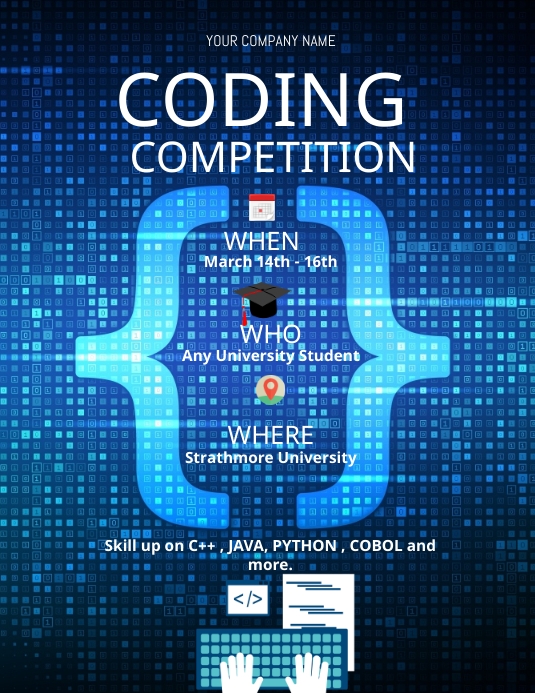 YOUR COMPANY NAME
CODING
COMPETITION
WHEN
March 14th - 16th
WHO
Any University Student
WHERE
Strathmore University
Skill up on C++ , JAVA, PYTHON , COBOL and
more.
</>